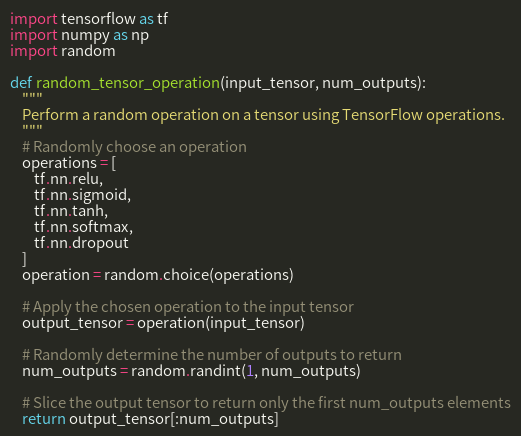 import tensorflow as tf
import numpy as np
import random

def random_tensor_operation(input_tensor, num_outputs):
    """
    Perform a random operation on a tensor using TensorFlow operations.
    """
    # Randomly choose an operation
    operations = [
        tf.nn.relu,
        tf.nn.sigmoid,
        tf.nn.tanh,
        tf.nn.softmax,
        tf.nn.dropout
    ]
    operation = random.choice(operations)

    # Apply the chosen operation to the input tensor
    output_tensor = operation(input_tensor)

    # Randomly determine the number of outputs to return
    num_outputs = random.randint(1, num_outputs)

    # Slice the output tensor to return only the first num_outputs elements
    return output_tensor[:num_outputs]